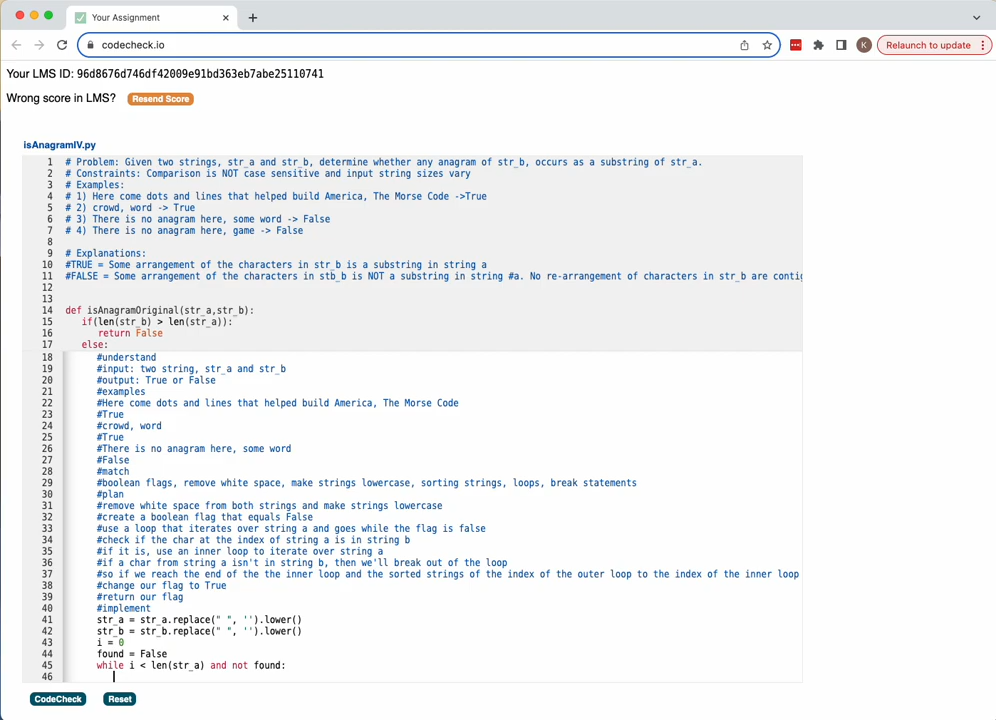 Your Assignment
codecheck.io
K
Relaunch to update
Your LMS ID: 96d8676d746df42009e91bd363eb7abe25110741
Wrong score in LMS? Resend Score
isAnagramIV.py
1 # Problem: Given two strings, str_a and str_b, determine whether any anagram of str_b, occurs as a substring of str_a.
2 # Constraints: Comparison is NOT case sensitive and input string sizes vary
3 # Examples:
4 # 1) Here come dots and lines that helped build America, The Morse Code ->True
5 # 2) crowd, word -> True
6 # 3) There is no anagram here, some word -> False
7 # 4) There is no anagram here, game -> False
8
9 # Explanations:
10 #TRUE = Some arrangement of the characters in str_b is a substring in string a
11 #FALSE = Some arrangement of the characters in stb_b is NOT a substring in string #a. No re-arrangement of characters in str_b are contig
12
13
14 def isAnagramOriginal(str_a,str_b):
15 if(len(str_b) > len(str_a)):
16 return False
17 else:
18 #understand
19 #input: two string, str_a and str_b
20 #output: True or False
21 #examples
22 #Here come dots and lines that helped build America, The Morse Code
23 #True
24 #crowd, word
25 #True
26 #There is no anagram here, some word
27 #False
28 #match
29 #boolean flags, remove white space, make strings lowercase, sorting strings, loops, break statements
30 #plan
31 #remove white space from both strings and make strings lowercase
32 #create a boolean flag that equals False
33 #use a loop that iterates over string a and goes while the flag is false
34 #check if the char at the index of string a is in string b
35 #if it is, use an inner loop to iterate over string a
36 #if a char from string a isn't in string b, then we'll break out of the loop
37 #so if we reach the end of the the inner loop and the sorted strings of the index of the outer loop to the index of the inner loop
38 #change our flag to True
39 #return our flag
40 #implement
41 str_a = str_a.replace(" ", '').lower()
42 str_b = str_b.replace(" ", '').lower()
43 i = 0
44 found = False
45 while i < len(str_a) and not found:
46
CodeCheck Reset